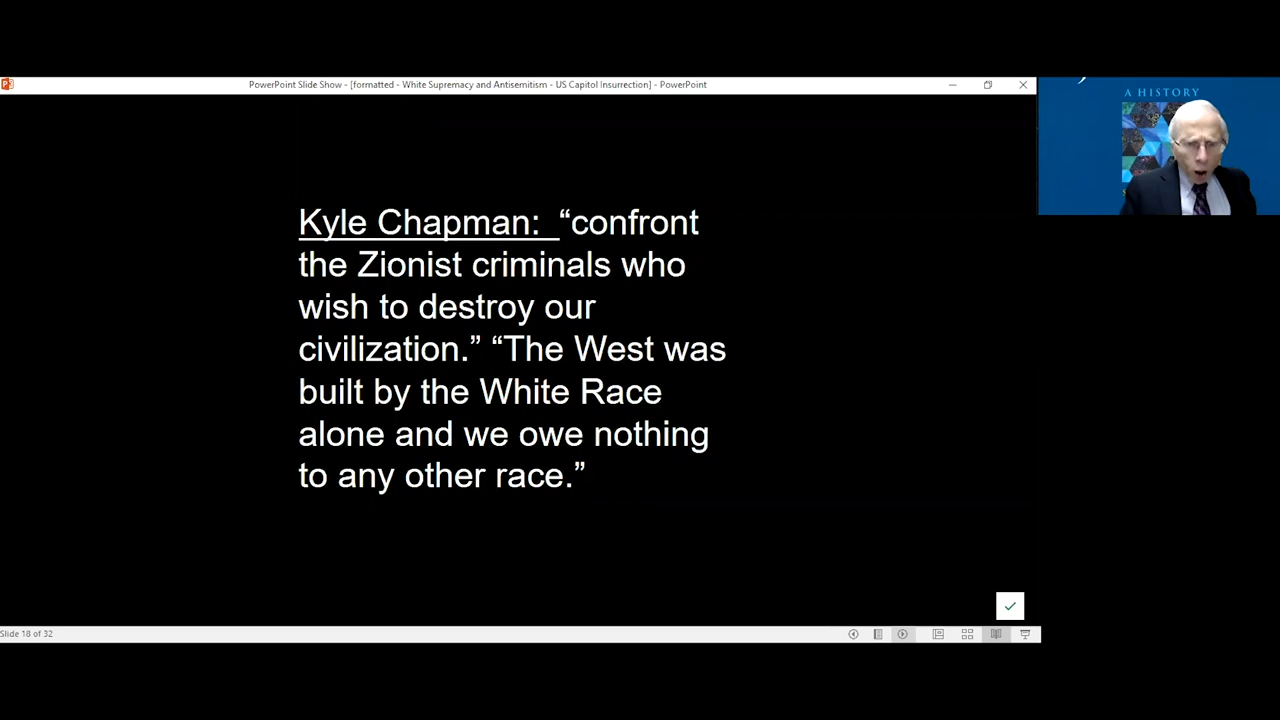 PowerPoint Slide Show - [formatted - White Supremacy and Antisemitism - US Capitol Insurrection] - PowerPoint
A HISTORY
Kyle Chapman: “confront
the Zionist criminals who
wish to destroy our
civilization.” “The West was
built by the White Race
alone and we owe nothing
to any other race.”
Slide 18 of 32